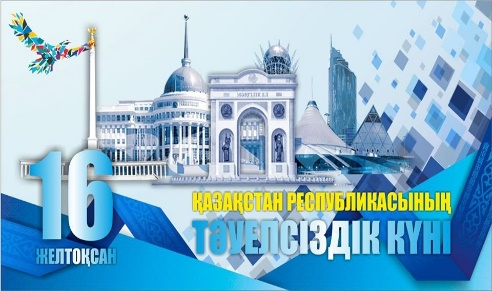 16
ЖЕЛТОҚСАН
ҚАЗАҚСТАН РЕСПУБЛИКАСЫНЫҢ
ТӘУЕЛСІЗДІК КҮНІ